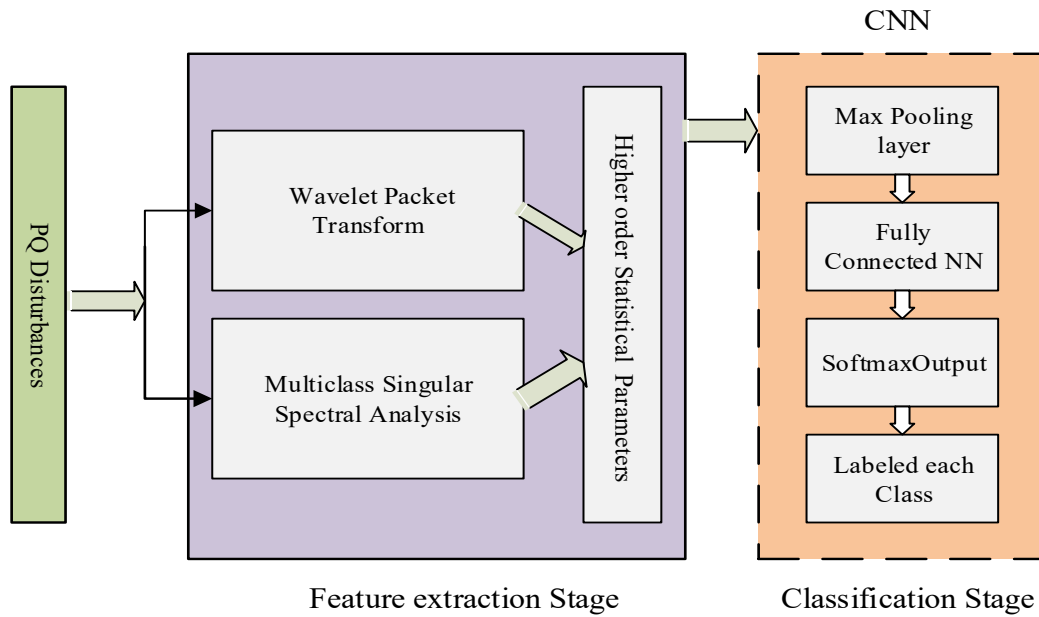 CNN
PQ Disturbances
Wavelet Packet
Transform
Multiclass Singular
Spectral Analysis
Higher order Statistical Parameters
Max Pooling
layer
Fully
Connected NN
SoftmaxOutput
Labeled each
Class
Feature extraction Stage
Classification Stage